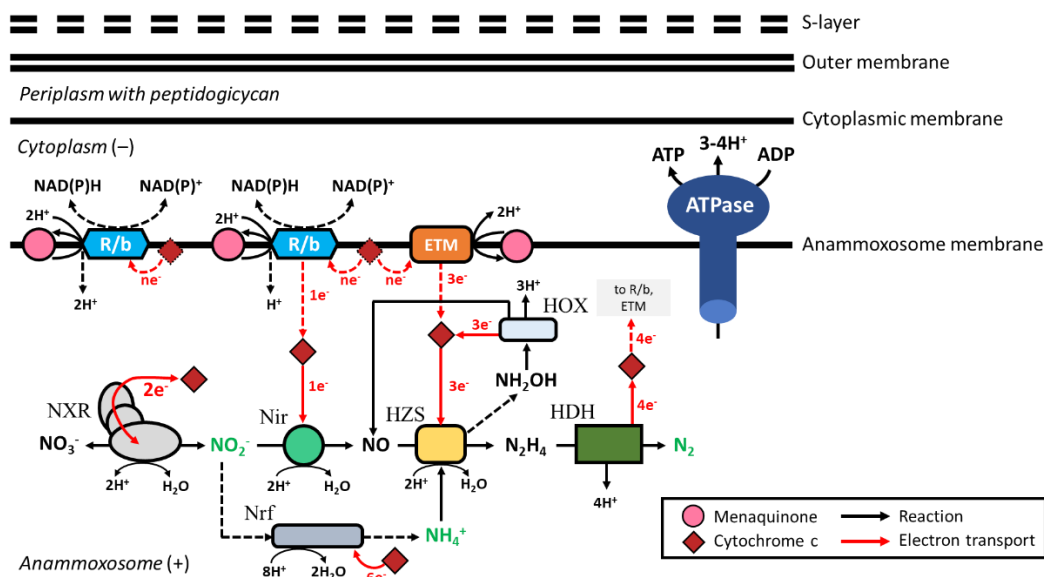 S-layer
Outer membrane
Periplasm with peptidogicycan
Cytoplasmic membrane
Cytoplasm (–)
ATP
3-4H⁺
ADP
NAD(P)H
NAD(P)⁺
NAD(P)H
NAD(P)⁺
ATPase
2H⁺
R/b
2H⁺
R/b
ETM
2H⁺
Anammoxosome membrane
ne⁻
ne⁻
ne⁻
2H⁺
H⁺
3e⁻
3H⁺
to R/b,
ETM
1e⁻
HOX
3e⁻
4e⁻
NH₂OH
2e⁻
1e⁻
3e⁻
4e⁻
NXR
Nir
HZS
HDH
NO₃⁻
NO₂⁻
NO
N₂H₄
N₂
2H⁺
H₂O
2H⁺
H₂O
2H⁺
H₂O
4H⁺
Nrf
NH₄⁺
8H⁺
2H₂O
6e⁻
Anammoxosome (+)
Menaquinone
Reaction
Cytochrome c
Electron transport